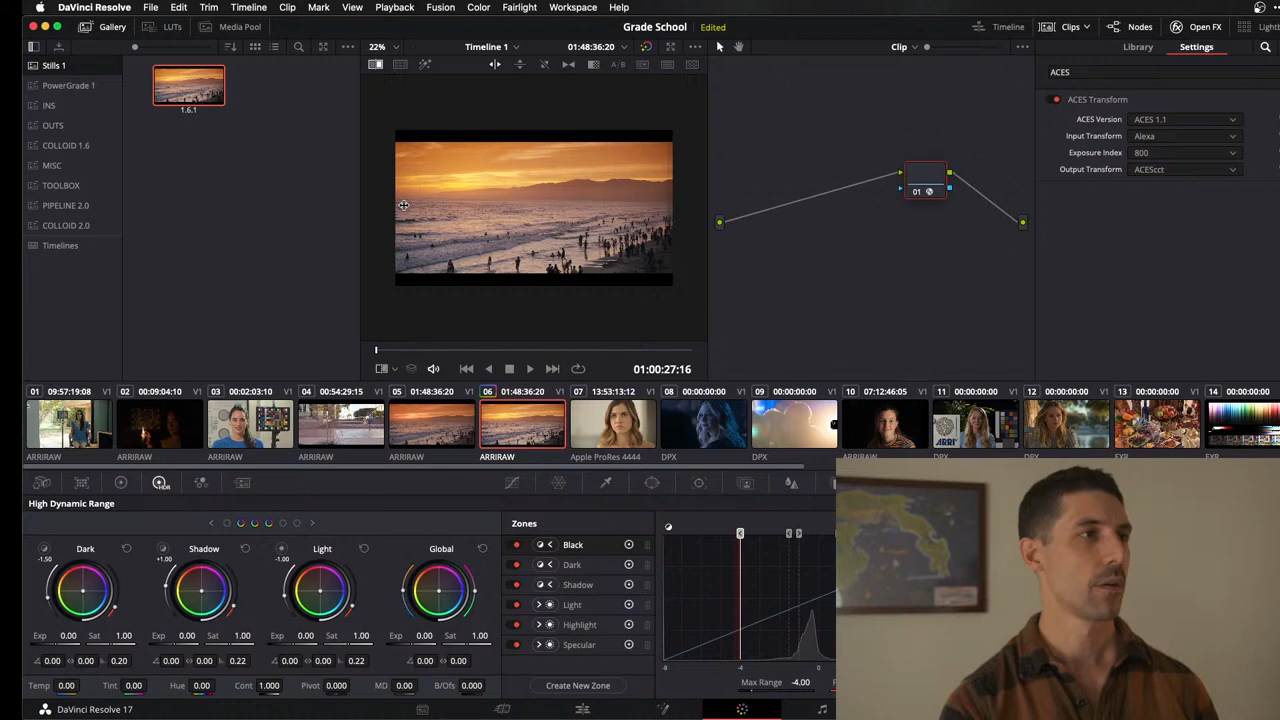 DaVinci Resolve File Edit Trim Timeline Clip Mark View Playback Fusion Color Fairlight Workspace Help
Gallery LUTs Media Pool Grade School Edited Timeline Clips Nodes Open FX
22% Timeline 1 01:48:36:20 Clip Library Settings
Stills 1
PowerGrade 1
INS
OUTS
COLLOID 1.6
MISC
TOOLBOX
PIPELINE 2.0
COLLOID 2.0
Timelines
1.6.1
A/B
01
ACES
ACES Transform
ACES Version ACES 1.1
Input Transform Alexa
Exposure Index 800
Output Transform ACEScct
01:00:27:16
01 09:57:19:08 V1 02 00:09:04:10 V1 03 00:02:03:10 V1 04 00:54:29:15 V1 05 01:48:36:20 V1 06 01:48:36:20 V1 07 13:53:13:12 V1 08 00:00:00:00 V1 09 00:00:00:00 V1 10 07:12:46:05 V1 11 00:00:00:00 V1 12 00:00:00:00 V1 13 00:00:00:00 V1 14 00:00:00:00 V1
ARRI
ARRIRAW ARRIRAW ARRIRAW ARRIRAW ARRIRAW ARRIRAW Apple ProRes 4444 DPX DPX
HDR
High Dynamic Range
Dark Shadow Light Global
-1.50 +1.00 -1.00
Exp 0.00 Sat 1.00 Exp 0.00 Sat 1.00 Exp 0.00 Sat 1.00 Exp 0.00 Sat 1.00
0.00 0.00 0.20 0.00 0.00 0.22 0.00 0.00 0.22 0.00 0.00
Temp 0.00 Tint 0.00 Hue 0.00 Cont 1.000 Pivot 0.000 MD 0.00 B/Ofs 0.000
Zones
Black
Dark
Shadow
Light
Highlight
Specular
Create New Zone
-8 -4 0
Max Range -4.00
DaVinci Resolve 17